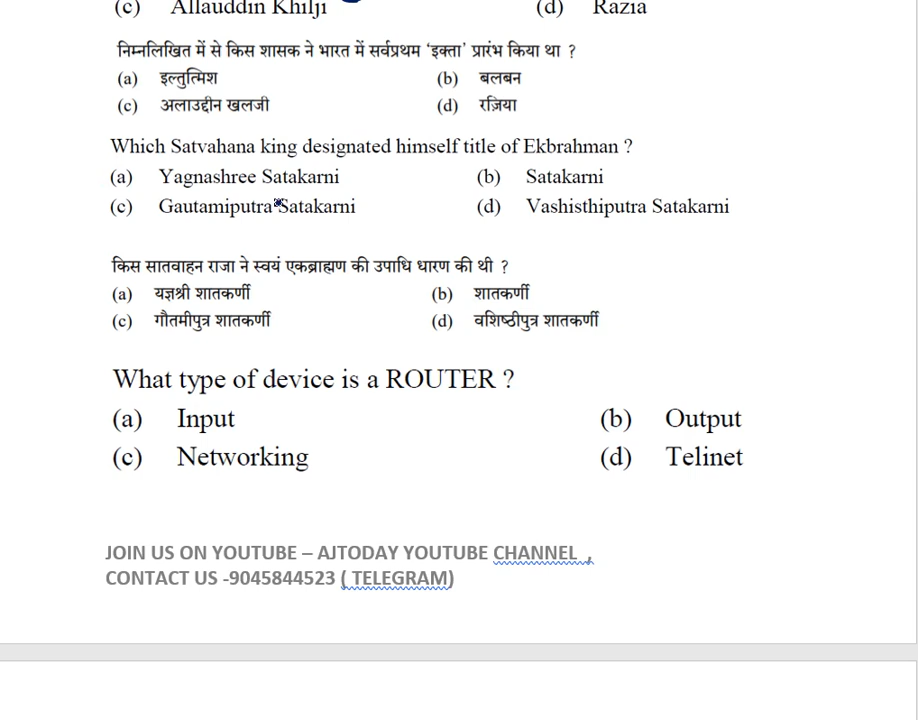 (c) Allauddin Khilji (d) Razia
निम्नलिखित में से किस शासक ने भारत में सर्वप्रथम ‘इक्ता’ प्रारंभ किया था ?
(a) इल्तुत्मिश (b) बलबन
(c) अलाउद्दीन खलजी (d) रज़िया
Which Satvahana king designated himself title of Ekbrahman ?
(a) Yagnashree Satakarni (b) Satakarni
(c) Gautamiputra Satakarni (d) Vashisthiputra Satakarni
किस सातवाहन राजा ने स्वयं एकब्राह्मण की उपाधि धारण की थी ?
(a) यज्ञश्री शातकर्णी (b) शातकर्णी
(c) गौतमीपुत्र शातकर्णी (d) वशिष्ठीपुत्र शातकर्णी
What type of device is a ROUTER ?
(a) Input (b) Output
(c) Networking (d) Telinet
JOIN US ON YOUTUBE – AJTODAY YOUTUBE CHANNEL ,
CONTACT US -9045844523 ( TELEGRAM)